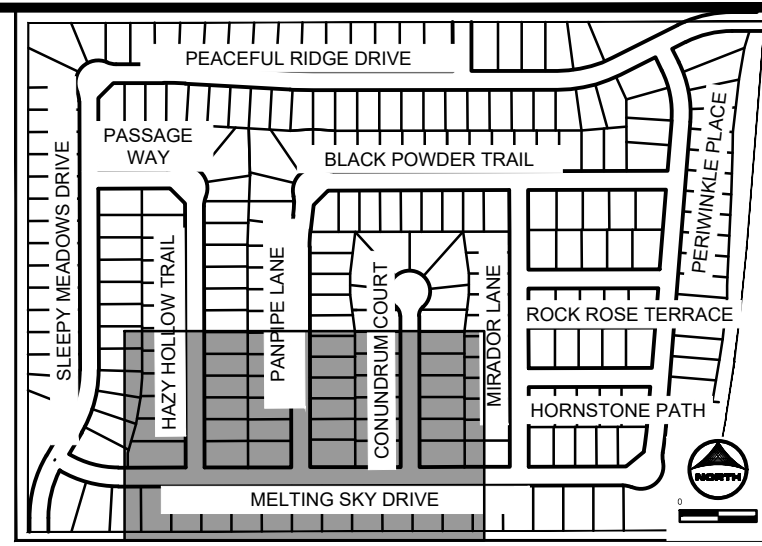 PEACEFUL RIDGE DRIVE
PASSAGE
WAY
BLACK POWDER TRAIL
SLEEPY MEADOWS DRIVE
HAZY HOLLOW TRAIL
PANPIPE LANE
CONUNDRUM COURT
MIRADOR LANE
PERIWINKLE PLACE
ROCK ROSE TERRACE
HORNSTONE PATH
MELTING SKY DRIVE
NORTH
0